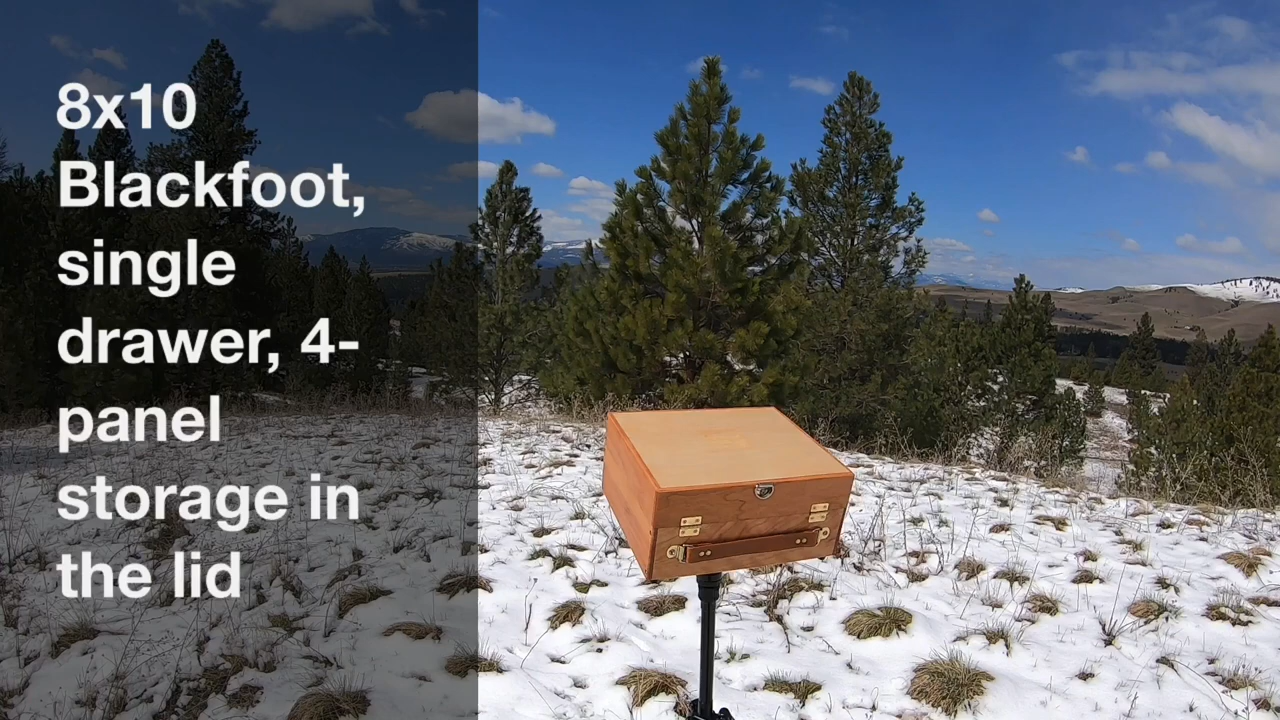 8x10
Blackfoot,
single
drawer, 4-
panel
storage in
the lid